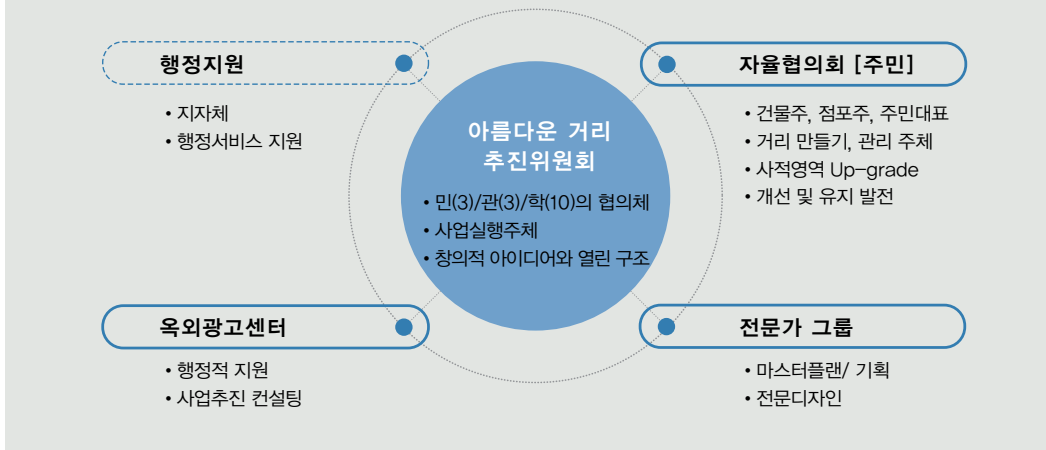 행정지원
• 지자체
• 행정서비스 지원
자율협의회 [주민]
• 건물주, 점포주, 주민대표
• 거리 만들기, 관리 주체
• 사적영역 Up-grade
• 개선 및 유지 발전
아름다운 거리
추진위원회
• 민(3)/관(3)/학(10)의 협의체
• 사업실행주체
• 창의적 아이디어와 열린 구조
옥외광고센터
• 행정적 지원
• 사업추진 컨설팅
전문가 그룹
• 마스터플랜/ 기획
• 전문디자인